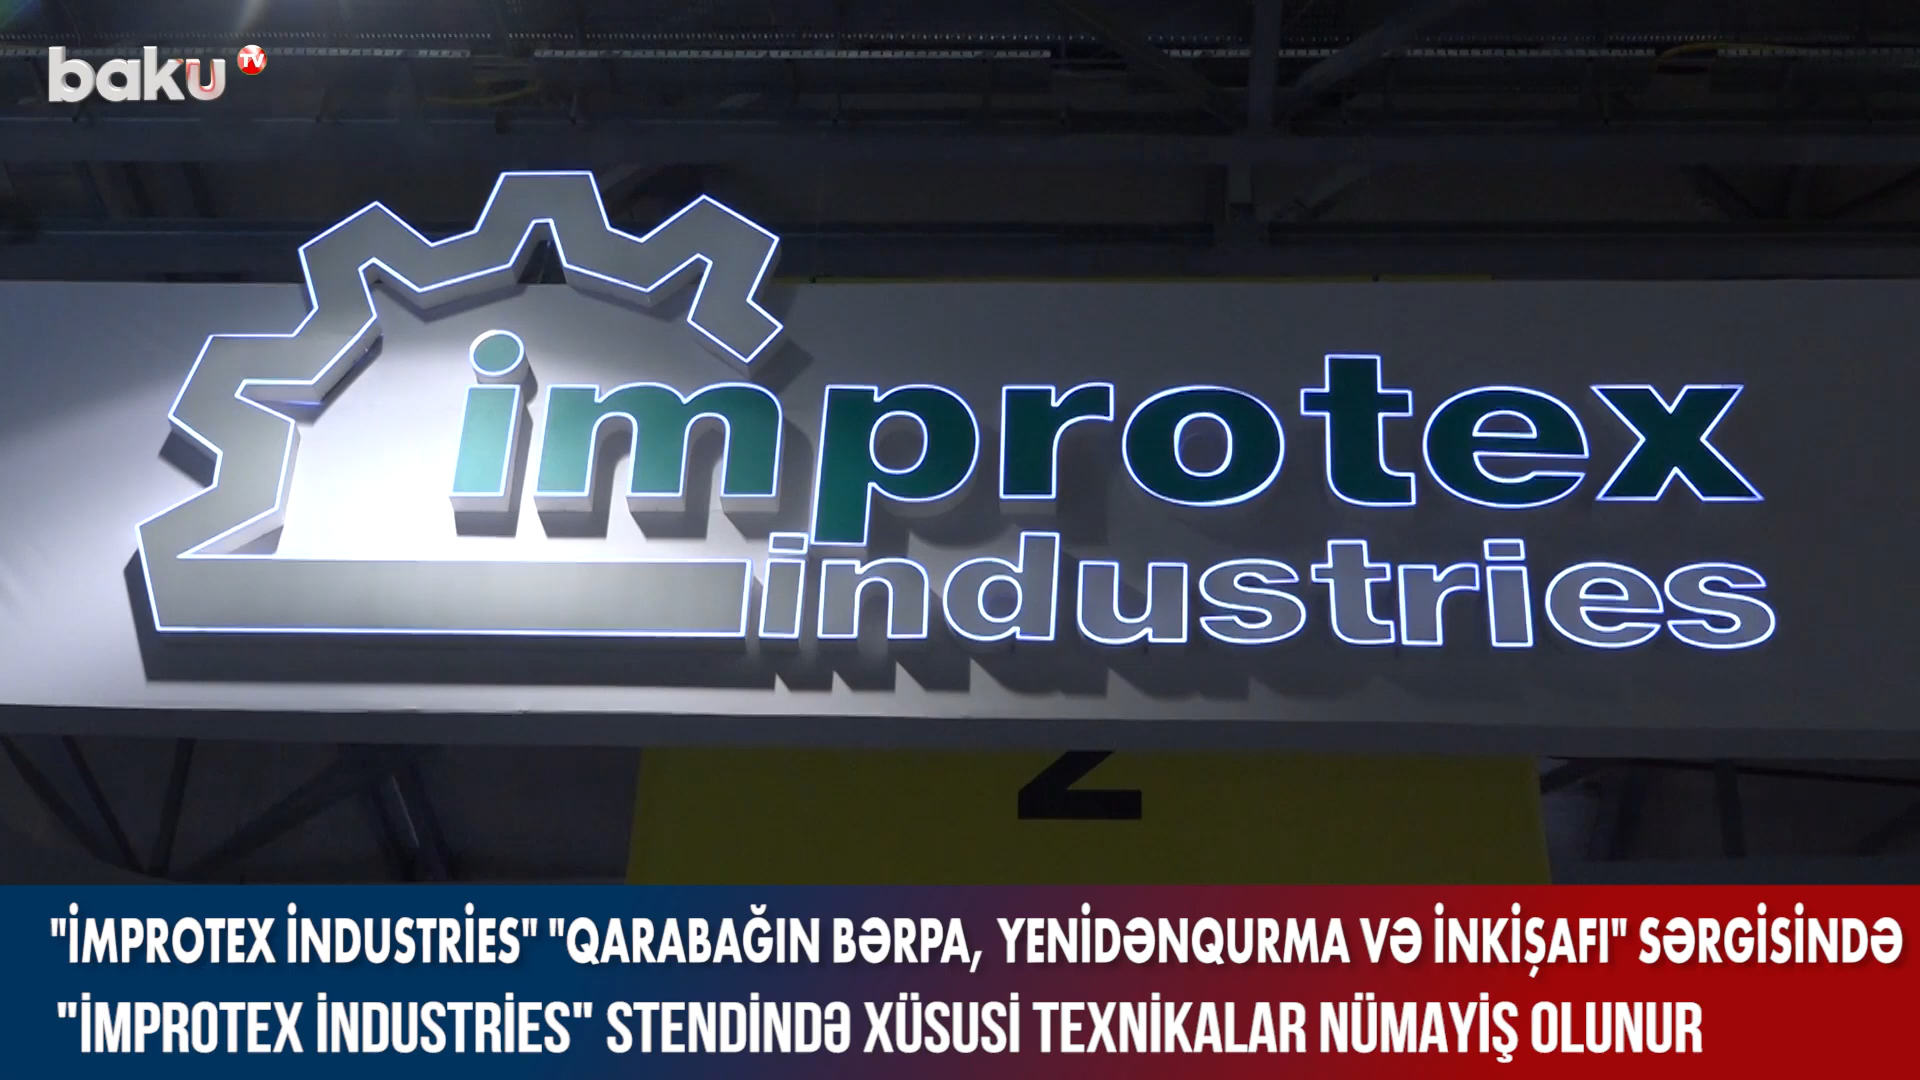 baku TV
improtex
industries
2
"İMPROTEX İNDUSTRİES" "QARABAĞIN BƏRPA, YENİDƏNQURMA VƏ İNKİŞAFI" SƏRGİSİNDƏ
"İMPROTEX İNDUSTRİES" STENDİNDƏ XÜSUSİ TEXNİKALAR NÜMAYİŞ OLUNUR